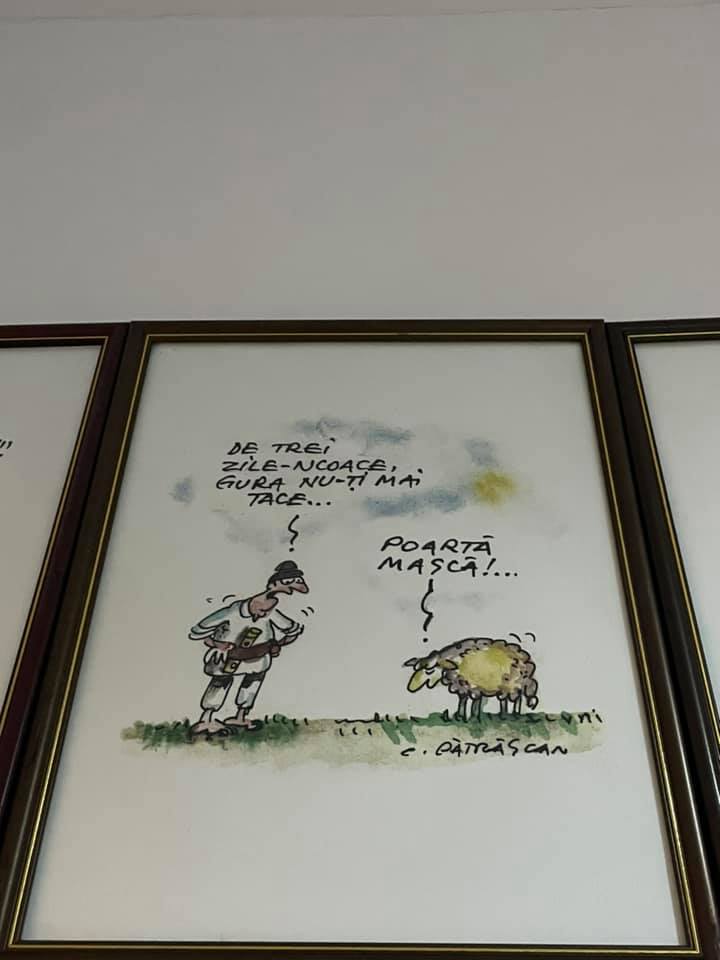 DE TREI
ZILE-NCOACE,
GURA NU-ȚI MAI
TACE...
POARTĂ
MASCĂ!...
C. PĂTRĂȘCAN